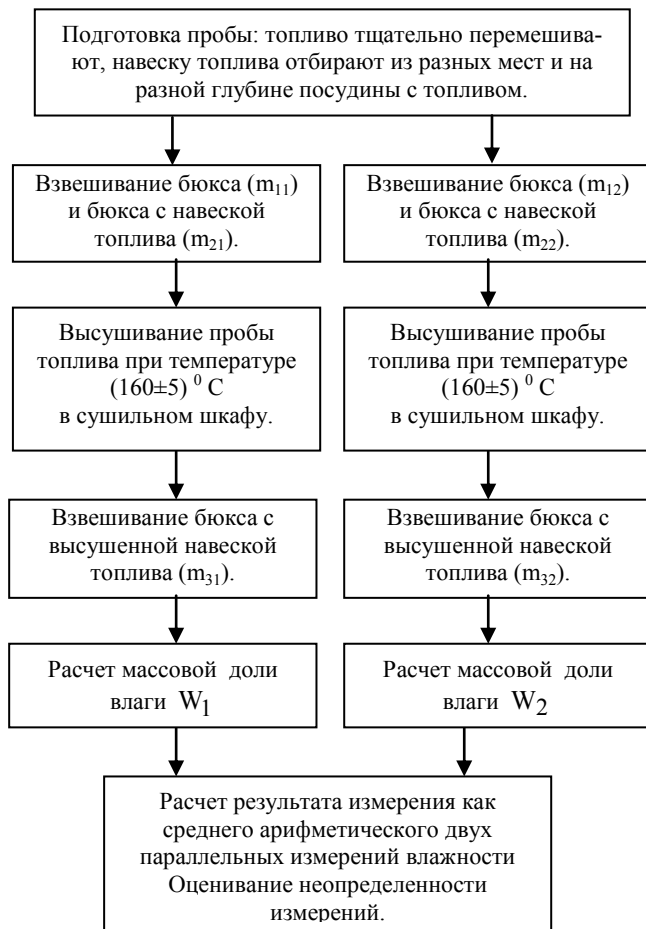 Подготовка пробы: топливо тщательно перемешива-
ют, навеску топлива отбирают из разных мест и на
разной глубине посудины с топливом.
Взвешивание бюкса (m₁₁)
и бюкса с навеской
топлива (m₂₁).
Взвешивание бюкса (m₁₂)
и бюкса с навеской
топлива (m₂₂).
Высушивание пробы
топлива при температуре
(160±5) ⁰ С
в сушильном шкафу.
Высушивание пробы
топлива при температуре
(160±5) ⁰ С
в сушильном шкафу.
Взвешивание бюкса с
высушенной навеской
топлива (m₃₁).
Взвешивание бюкса с
высушенной навеской
топлива (m₃₂).
Расчет массовой доли
влаги W₁
Расчет массовой доли
влаги W₂
Расчет результата измерения как
среднего арифметического двух
параллельных измерений влажности
Оценивание неопределенности
измерений.